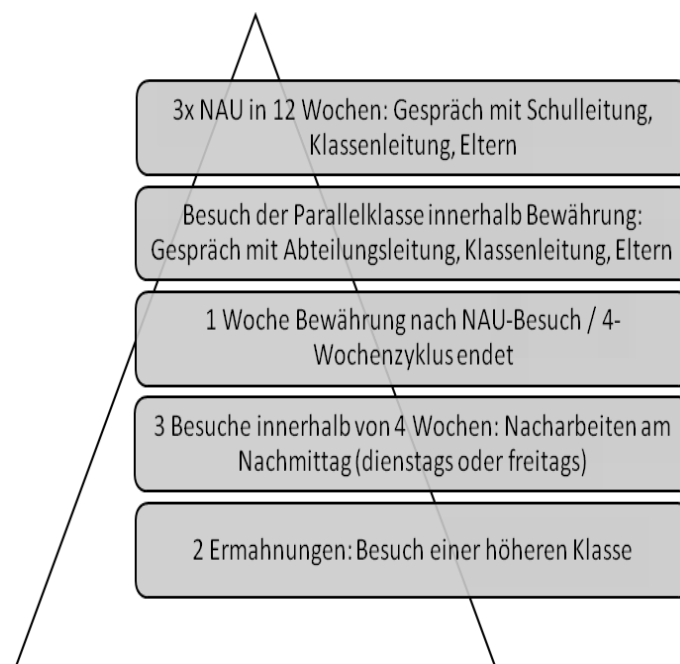 3x NAU in 12 Wochen: Gespräch mit Schulleitung,
Klassenleitung, Eltern
Besuch der Parallelklasse innerhalb Bewährung:
Gespräch mit Abteilungsleitung, Klassenleitung, Eltern
1 Woche Bewährung nach NAU-Besuch / 4-
Wochenzyklus endet
3 Besuche innerhalb von 4 Wochen: Nacharbeiten am
Nachmittag (dienstags oder freitags)
2 Ermahnungen: Besuch einer höheren Klasse